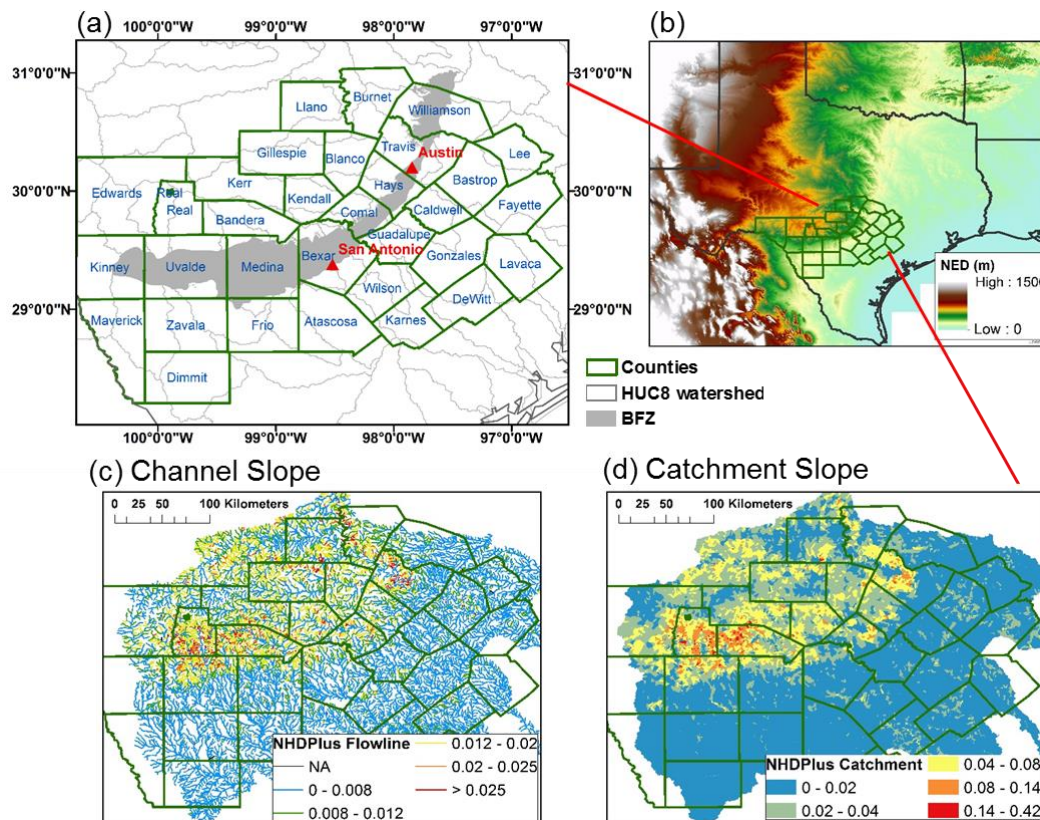 (a)
100°0'0"W 99°0'0"W 98°0'0"W 97°0'0"W
31°0'0"N
30°0'0"N
29°0'0"N
Burnet
Llano
Williamson
Travis
Austin
Lee
Gillespie
Blanco
Bastrop
Hays
Edwards
Real
Real
Kerr
Kendall
Fayette
Bandera
Comal
Caldwell
Guadalupe
San Antonio
Kinney
Uvalde
Medina
Bexar
Gonzales
Lavaca
Wilson
DeWitt
Maverick
Zavala
Frio
Atascosa
Karnes
Dimmit
100°0'0"W 99°0'0"W 98°0'0"W 97°0'0"W
(b)
31°0'0"N
30°0'0"N
29°0'0"N
NED (m)
High : 1500
Low : 0
Counties
HUC8 watershed
BFZ
(c) Channel Slope
0 25 50 100 Kilometers
NHDPlus Flowline
NA
0 - 0.008
0.008 - 0.012
0.012 - 0.02
0.02 - 0.025
> 0.025
(d) Catchment Slope
0 25 50 100 Kilometers
NHDPlus Catchment
0 - 0.02
0.02 - 0.04
0.04 - 0.08
0.08 - 0.14
0.14 - 0.42